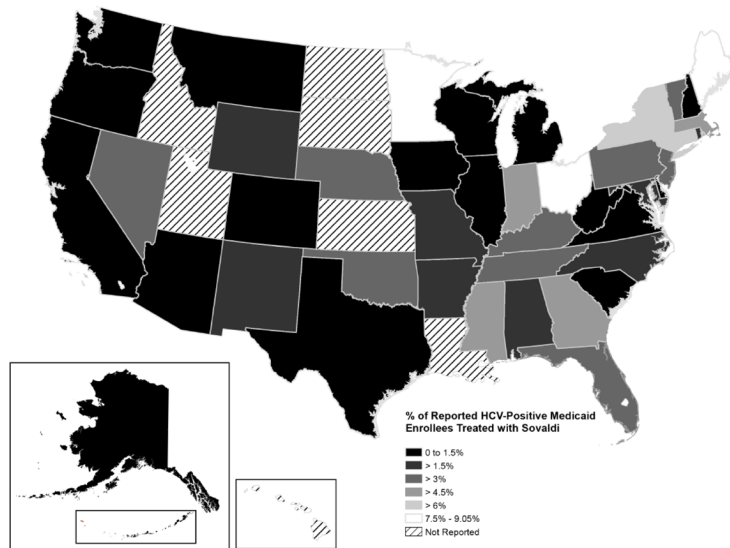 % of Reported HCV-Positive Medicaid
Enrollees Treated with Sovaldi
0 to 1.5%
> 1.5%
> 3%
> 4.5%
> 6%
7.5% - 9.05%
Not Reported